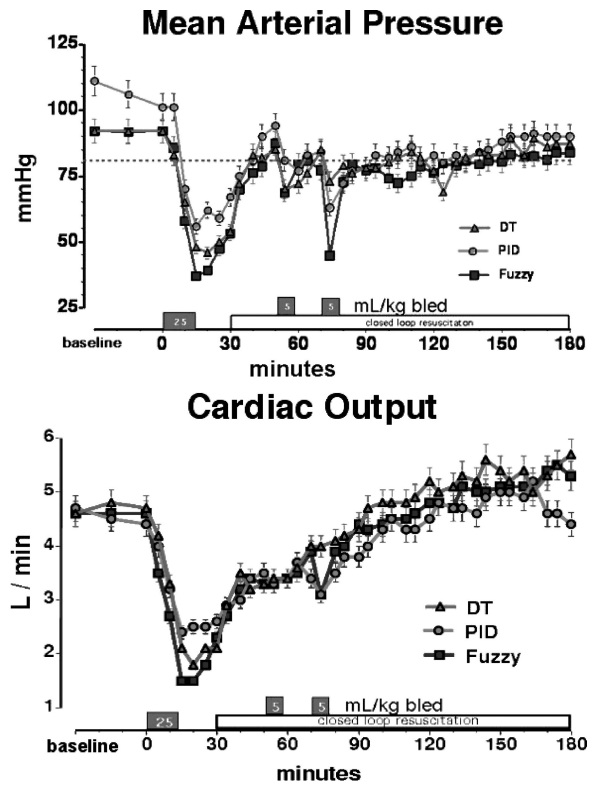 Mean Arterial Pressure
125
100
75
50
25
mmHg
DT
PID
Fuzzy
25
5
5
mL/kg bled
closed loop resuscitation
baseline
0
30
60
90
120
150
180
minutes
Cardiac Output
6
5
4
3
2
1
L / min
DT
PID
Fuzzy
25
5
5
mL/kg bled
closed loop resuscitation
baseline
0
30
60
90
120
150
180
minutes